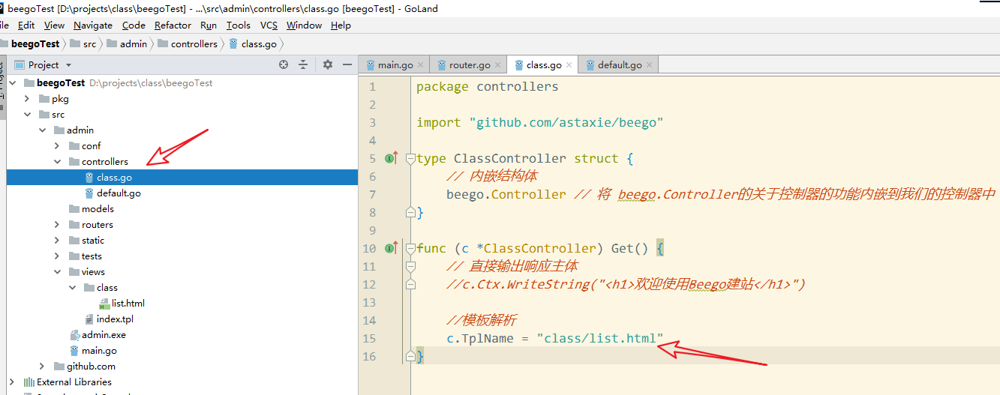 beegoTest [D:\projects\class\beegoTest] - ...\src\admin\controllers\class.go [beegoTest] - GoLand
ile Edit View Navigate Code Refactor Run Tools VCS Window Help
beegoTest src admin controllers class.go
Project
main.go router.go class.go default.go
beegoTest D:\projects\class\beegoTest
pkg
src
admin
conf
controllers
class.go
default.go
models
routers
static
tests
views
class
list.html
index.tpl
admin.exe
main.go
github.com
External Libraries
1 package controllers
2
3 import "github.com/astaxie/beego"
4
5 type ClassController struct {
6 // 内嵌结构体
7 beego.Controller // 将 beego.Controller的关于控制器的功能内嵌到我们的控制器中
8 }
9
10 func (c *ClassController) Get() {
11 // 直接输出响应主体
12 //c.Ctx.WriteString("<h1>欢迎使用Beego建站</h1>")
13
14 //模板解析
15 c.TplName = "class/list.html"
16 }